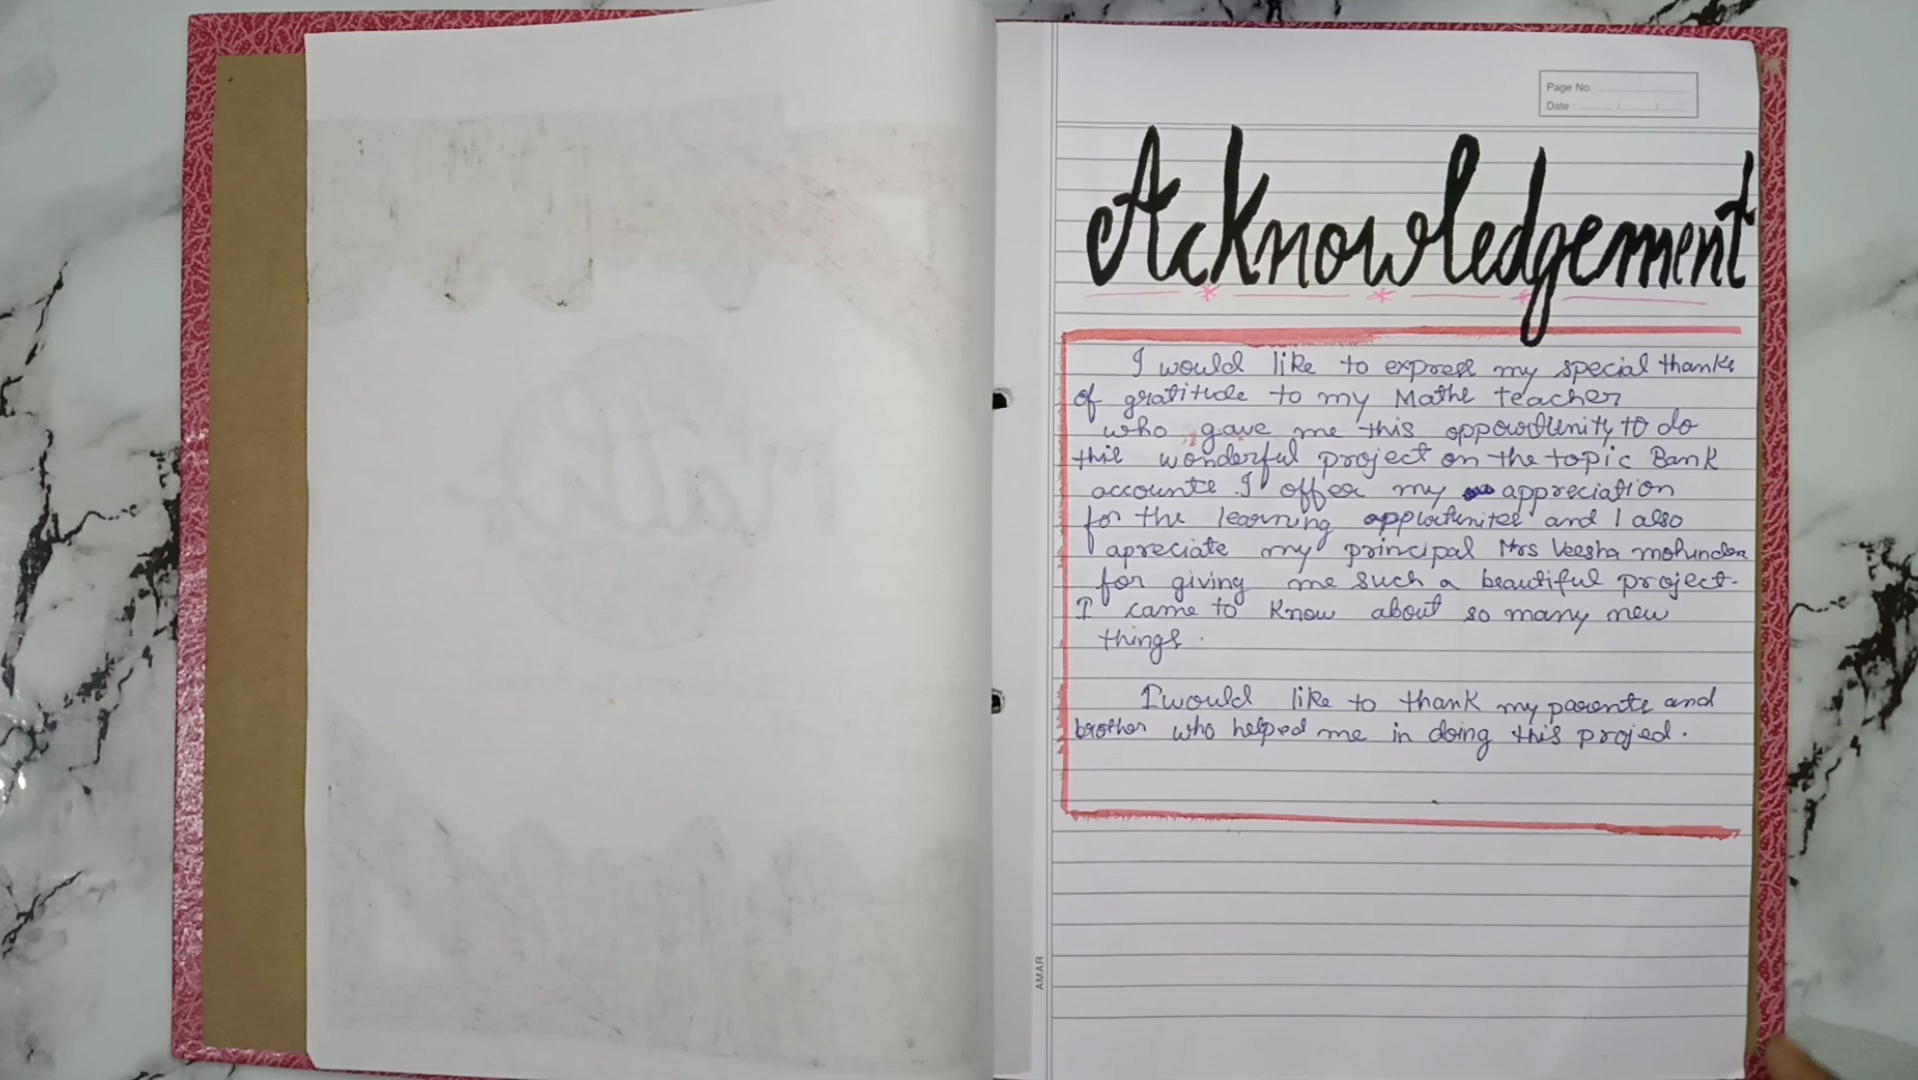 Page No.
Date : / /
Acknowledgement
I would like to express my special thanks
of gratitude to my Maths teacher
who gave me this opportunity to do
this wonderful project on the topic Bank
accounts. I offer my appreciation
for the learning opportunites and I also
apreciate my principal Mrs Veesha mohinder
for giving me such a beautiful project.
I came to know about so many new
things.
I would like to thank my parents and
brother who helped me in doing this project.
AMAR